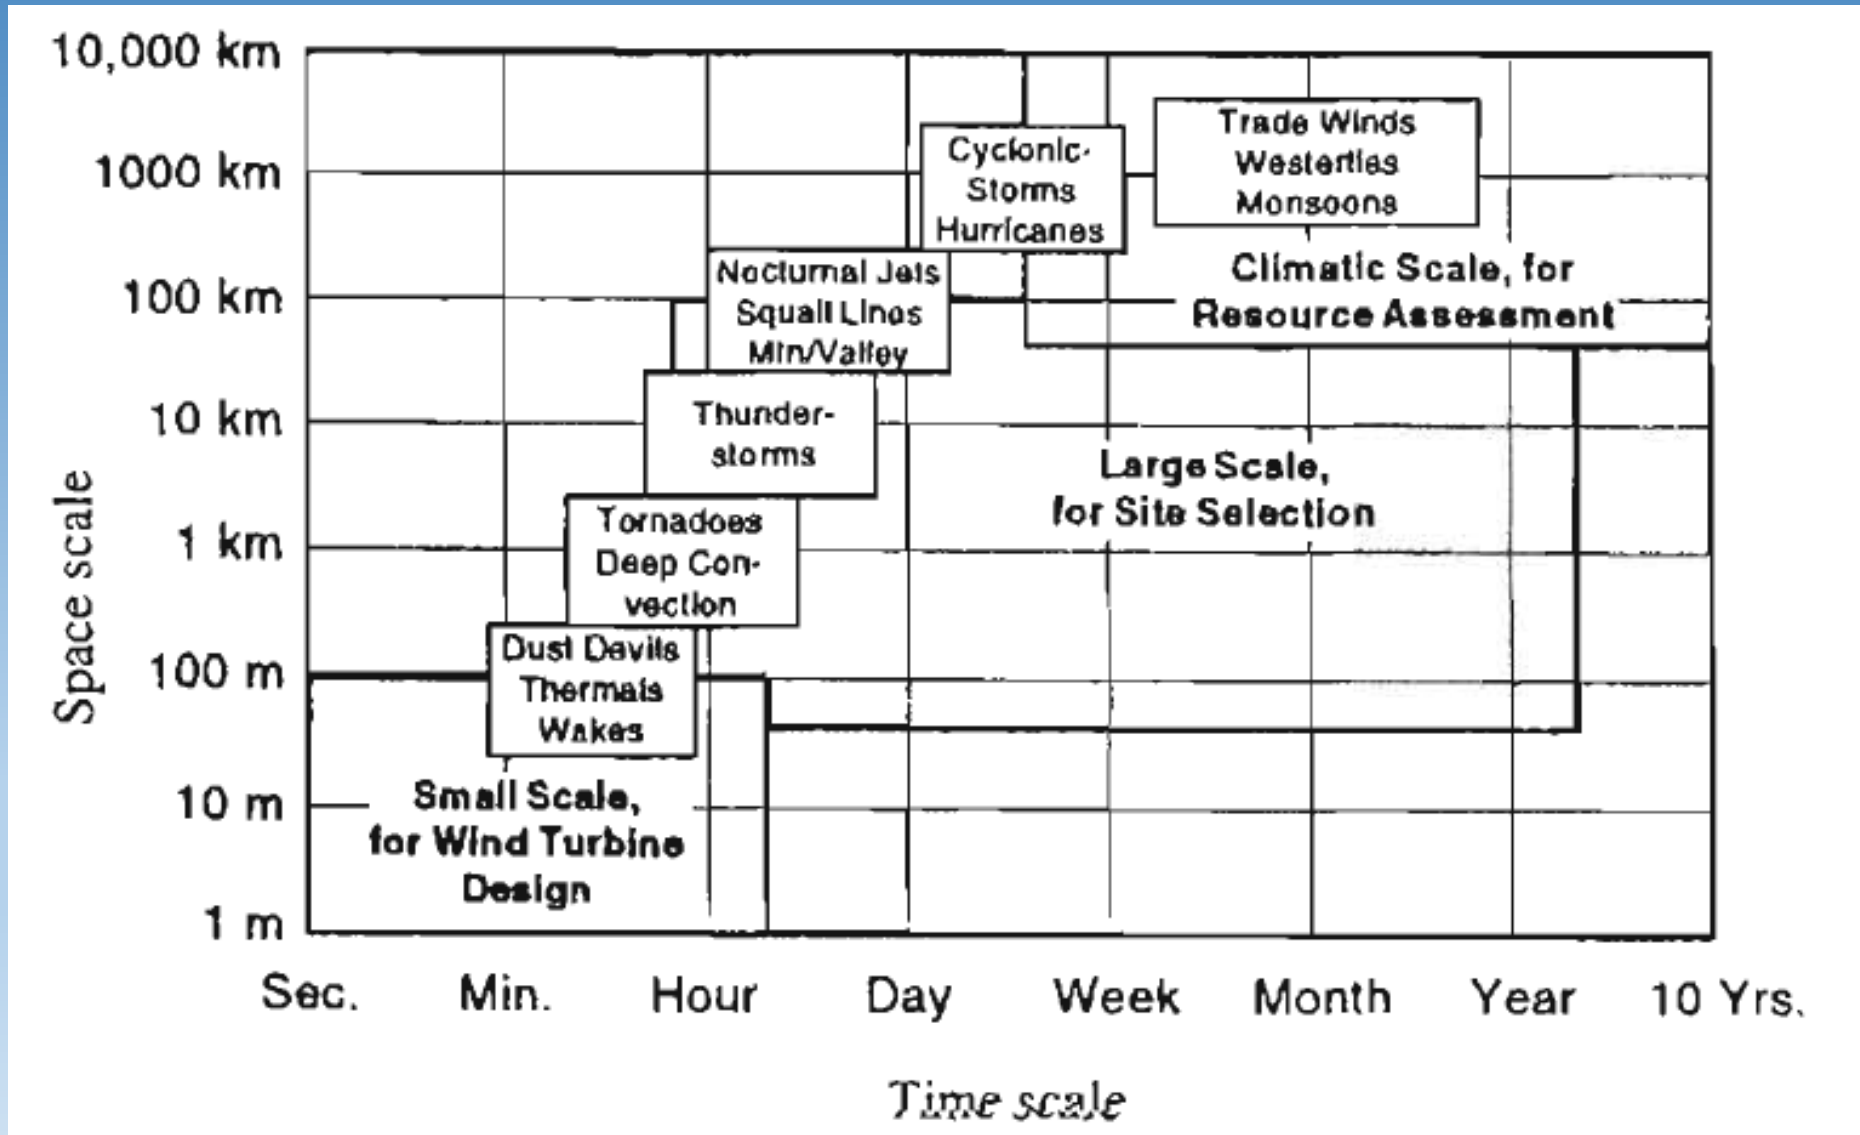 10,000 km
1000 km
100 km
10 km
1 km
100 m
10 m
1 m
Space scale
Trade Winds
Westerlies
Monsoons
Cyclonic-
Storms
Hurricanes
Climatic Scale, for
Resource Assessment
Nocturnal Jets
Squall Lines
Mtn/Valley
Thunder-
storms
Large Scale,
for Site Selection
Tornadoes
Deep Con-
vection
Dust Devils
Thermals
Wakes
Small Scale,
for Wind Turbine
Design
Sec. Min. Hour Day Week Month Year 10 Yrs.
Time scale